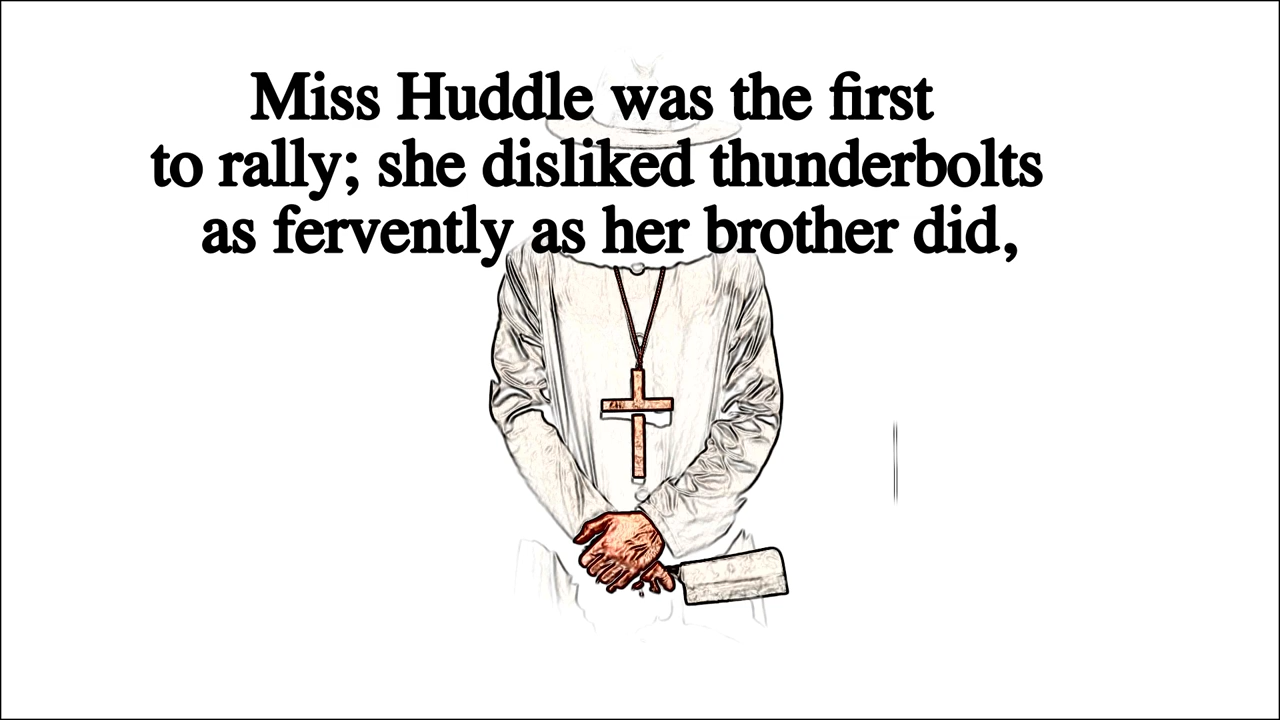 Miss Huddle was the first
to rally; she disliked thunderbolts
as fervently as her brother did,